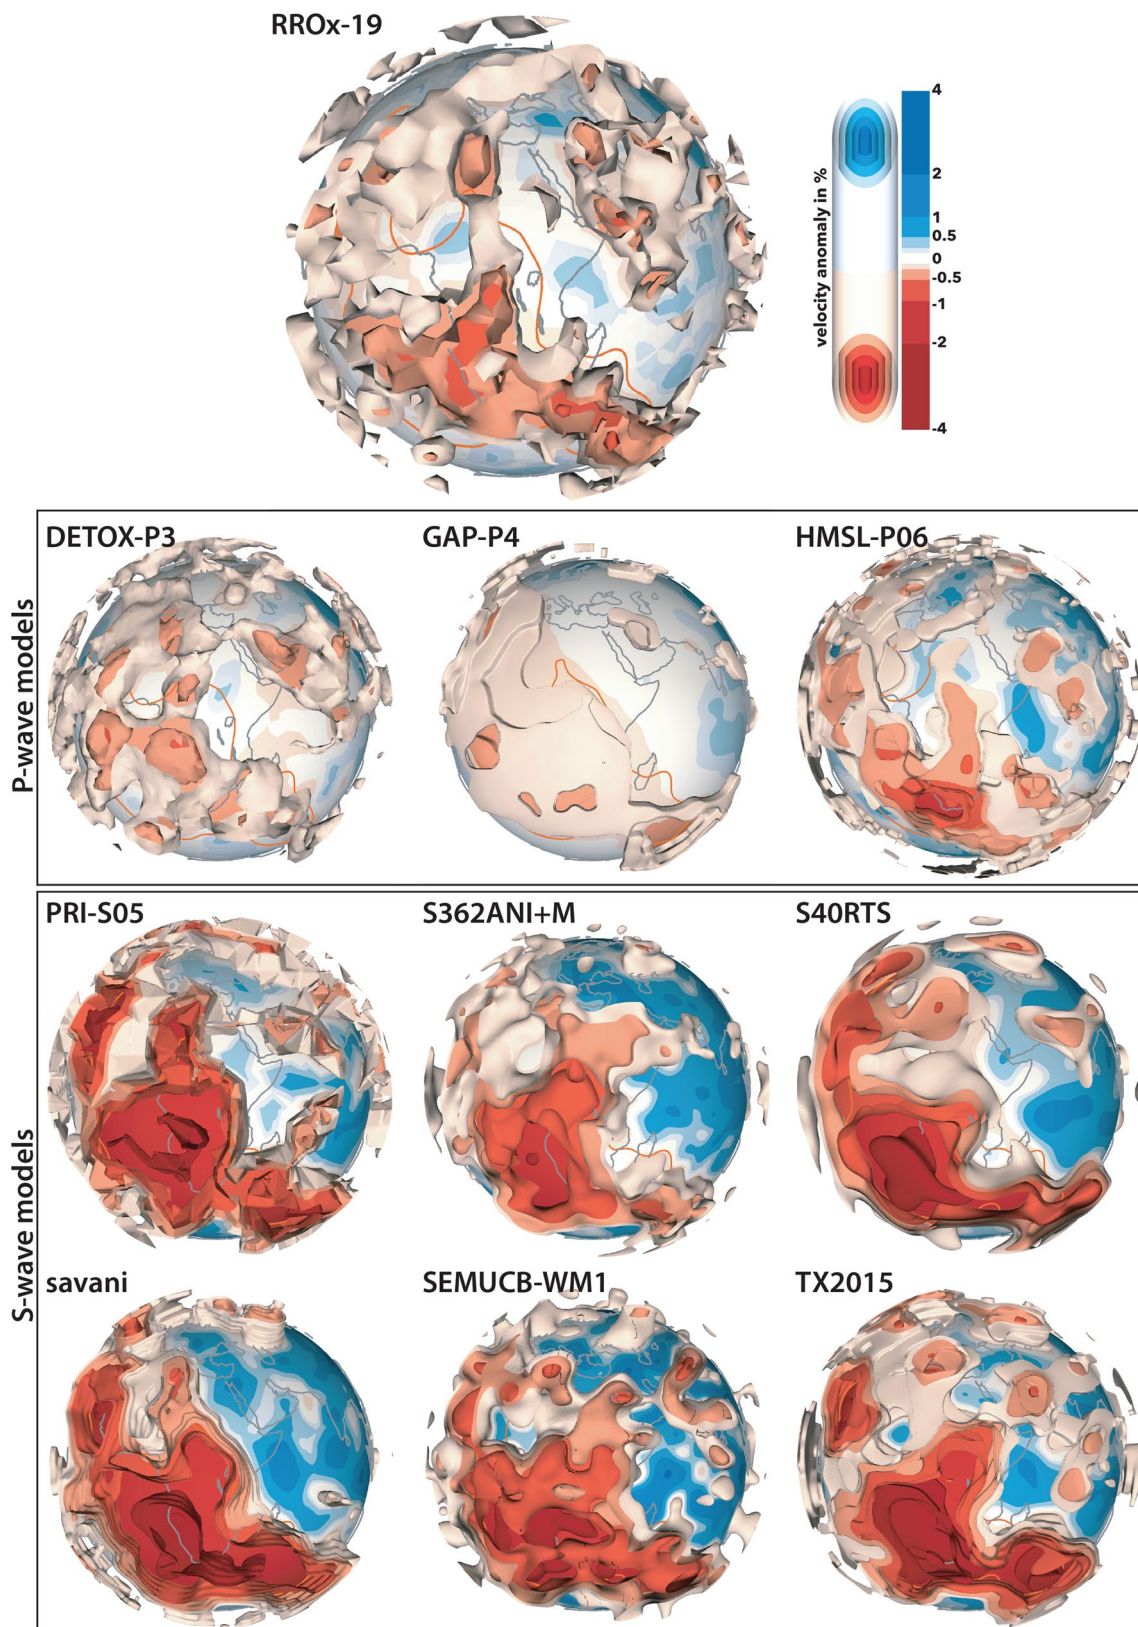 RROx-19
velocity anomaly in %
4
2
1
0.5
0
-0.5
-1
-2
-4
P-wave models
DETOX-P3
GAP-P4
HMSL-P06
S-wave models
PRI-S05
S362ANI+M
S40RTS
savani
SEMUCB-WM1
TX2015